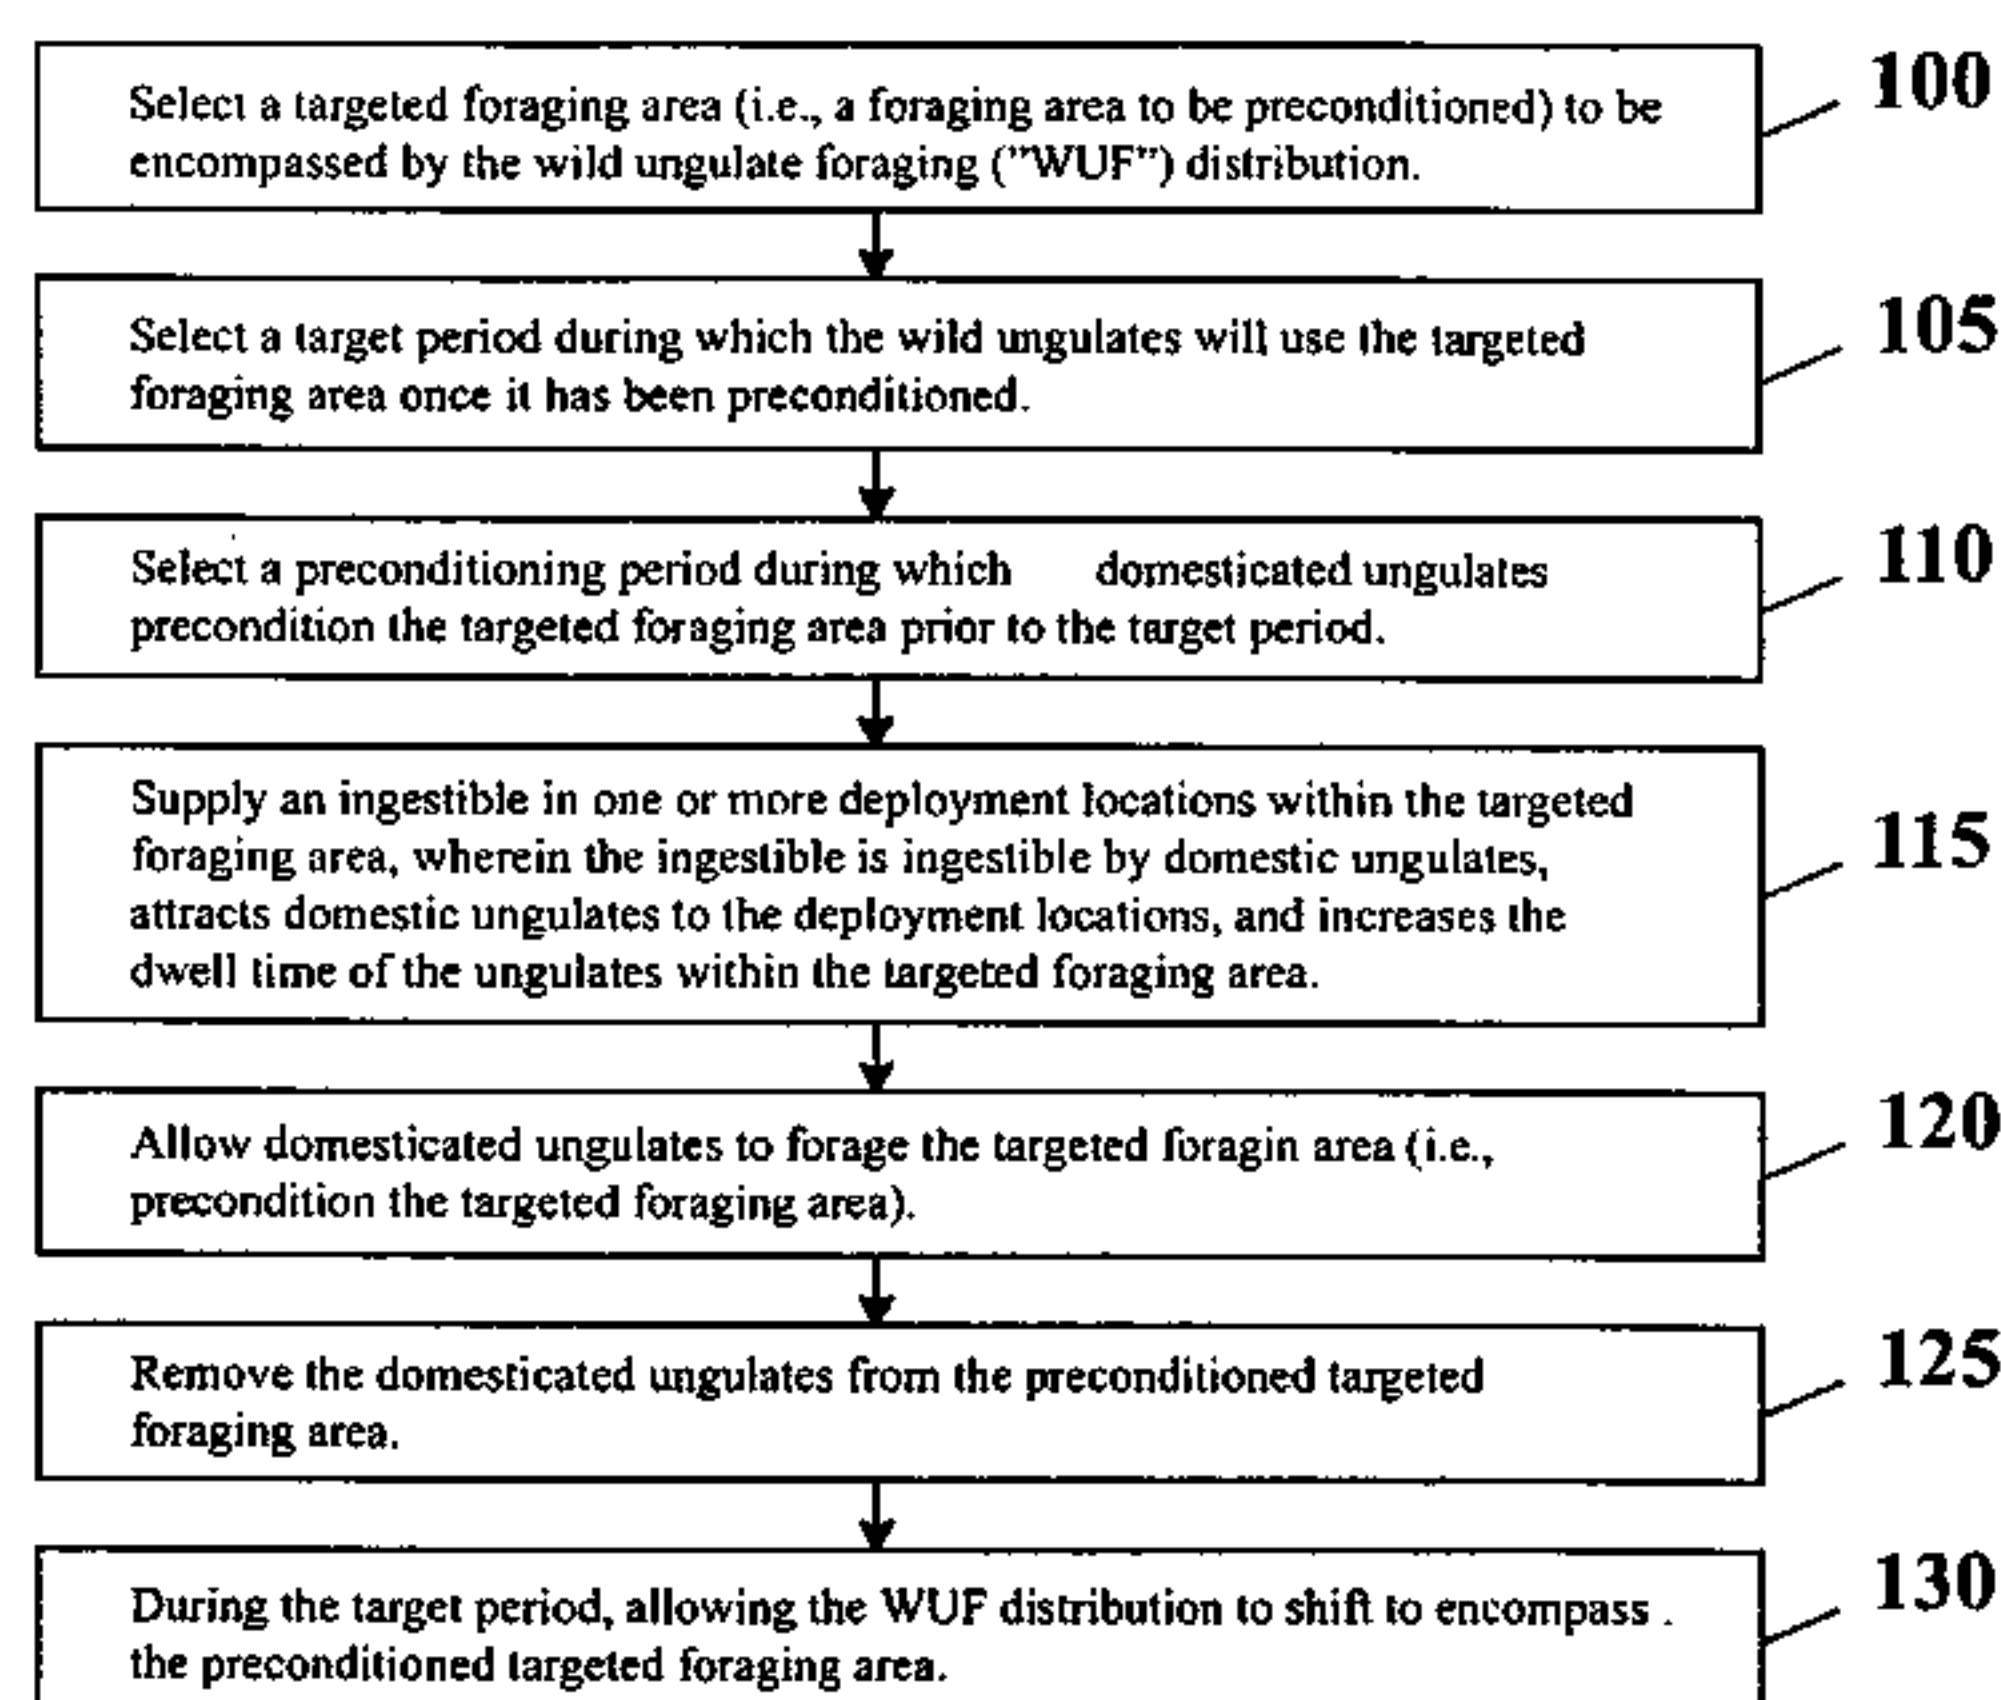 Select a targeted foraging area (i.e., a foraging area to be preconditioned) to be
encompassed by the wild ungulate foraging ("WUF") distribution.
100
Select a target period during which the wild ungulates will use the targeted
foraging area once it has been preconditioned.
105
Select a preconditioning period during which domesticated ungulates
precondition the targeted foraging area prior to the target period.
110
Supply an ingestible in one or more deployment locations within the targeted
foraging area, wherein the ingestible is ingestible by domestic ungulates,
attracts domestic ungulates to the deployment locations, and increases the
dwell time of the ungulates within the targeted foraging area.
115
Allow domesticated ungulates to forage the targeted foragin area (i.e.,
precondition the targeted foraging area).
120
Remove the domesticated ungulates from the preconditioned targeted
foraging area.
125
During the target period, allowing the WUF distribution to shift to encompass .
the preconditioned targeted foraging area.
130